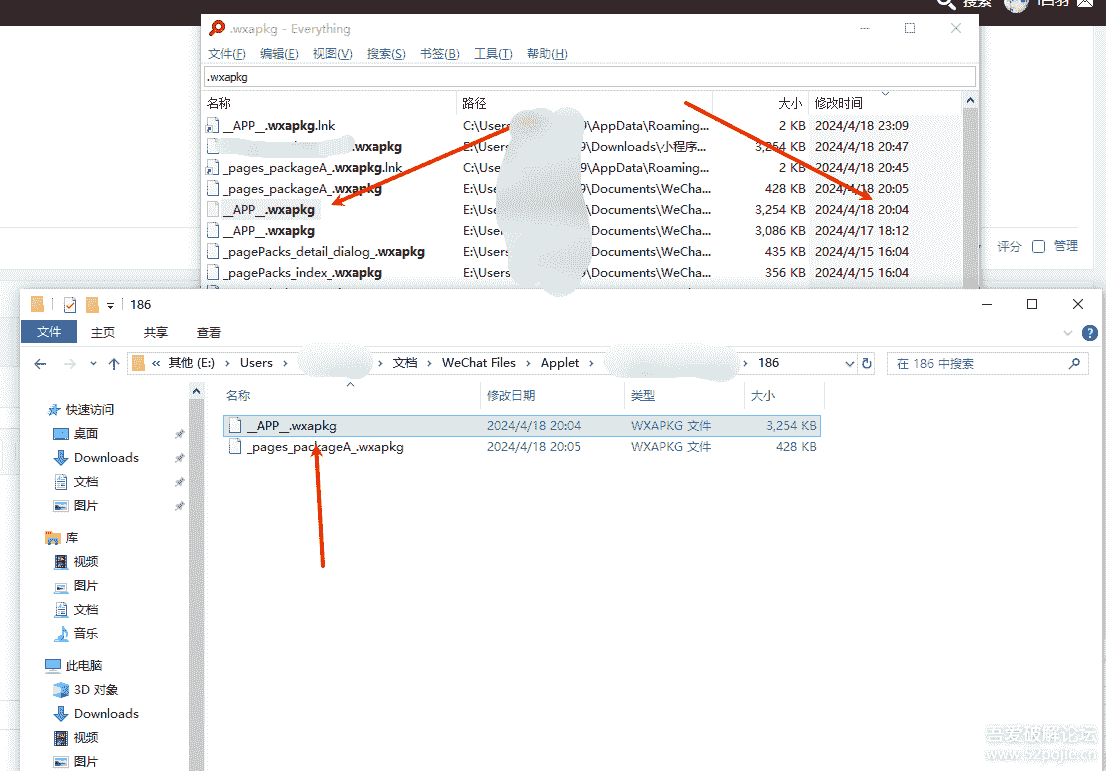 搜索
.wxapkg - Everything
文件(F) 编辑(E) 视图(V) 搜索(S) 书签(B) 工具(T) 帮助(H)
.wxapkg
名称 路径 大小 修改时间
__APP__.wxapkg.lnk C:\Users 9\AppData\Roaming... 2 KB 2024/4/18 23:09
.wxapkg E:\Users 9\Downloads\小程序... 3,254 KB 2024/4/18 20:47
_pages_packageA_.wxapkg.lnk C:\Users 9\AppData\Roaming... 2 KB 2024/4/18 20:45
_pages_packageA_.wxapkg E:\Users \Documents\WeCha... 428 KB 2024/4/18 20:05
__APP__.wxapkg E:\Users \Documents\WeCha... 3,254 KB 2024/4/18 20:04
__APP__.wxapkg E:\Users \Documents\WeCha... 3,086 KB 2024/4/17 18:12
_pagePacks_detail_dialog_.wxapkg E:\Users \Documents\WeCha... 435 KB 2024/4/15 16:04
_pagePacks_index_.wxapkg E:\Users \Documents\WeCha... 356 KB 2024/4/15 16:04
评分 管理
186
文件 主页 共享 查看
« 其他 (E:) › Users › › 文档 › WeChat Files › Applet › › 186 在 186 中搜索
名称 修改日期 类型 大小
__APP__.wxapkg 2024/4/18 20:04 WXAPKG 文件 3,254 KB
_pages_packageA_.wxapkg 2024/4/18 20:05 WXAPKG 文件 428 KB
快速访问
桌面
Downloads
文档
图片
库
视频
图片
文档
音乐
此电脑
3D 对象
Downloads
视频
图片
吾爱破解论坛
www.52pojie.cn